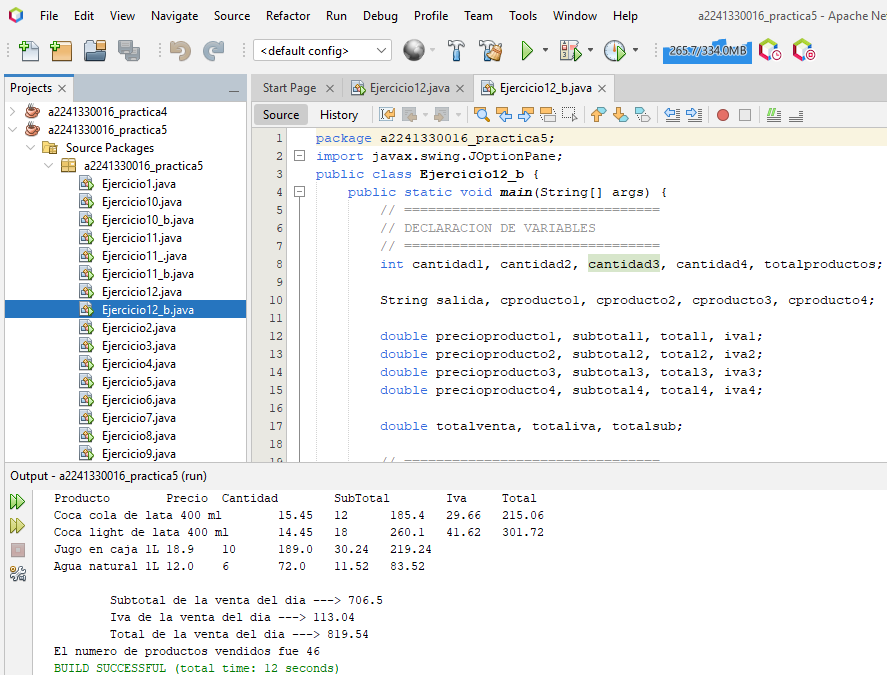 File Edit View Navigate Source Refactor Run Debug Profile Team Tools Window Help a2241330016_practica5 - Apache Ne
<default config> 265.7/334.0MB
Projects
Start Page Ejercicio12.java Ejercicio12_b.java
Source History
a2241330016_practica4
a2241330016_practica5
Source Packages
a2241330016_practica5
Ejercicio1.java
Ejercicio10.java
Ejercicio10_b.java
Ejercicio11.java
Ejercicio11_.java
Ejercicio11_b.java
Ejercicio12.java
Ejercicio12_b.java
Ejercicio2.java
Ejercicio3.java
Ejercicio4.java
Ejercicio5.java
Ejercicio6.java
Ejercicio7.java
Ejercicio8.java
Ejercicio9.java
1 package a2241330016_practica5;
2 import javax.swing.JOptionPane;
3 public class Ejercicio12_b {
4 public static void main(String[] args) {
5 // ================================
6 // DECLARACION DE VARIABLES
7 // ================================
8 int cantidad1, cantidad2, cantidad3, cantidad4, totalproductos;
9
10 String salida, cproducto1, cproducto2, cproducto3, cproducto4;
11
12 double precioproducto1, subtotal1, total1, iva1;
13 double precioproducto2, subtotal2, total2, iva2;
14 double precioproducto3, subtotal3, total3, iva3;
15 double precioproducto4, subtotal4, total4, iva4;
16
17 double totalventa, totaliva, totalsub;
18
19 // ================================
Output - a2241330016_practica5 (run)
Producto Precio Cantidad SubTotal Iva Total
Coca cola de lata 400 ml 15.45 12 185.4 29.66 215.06
Coca light de lata 400 ml 14.45 18 260.1 41.62 301.72
Jugo en caja 1L 18.9 10 189.0 30.24 219.24
Agua natural 1L 12.0 6 72.0 11.52 83.52
Subtotal de la venta del dia ---> 706.5
Iva de la venta del dia ---> 113.04
Total de la venta del dia ---> 819.54
El numero de productos vendidos fue 46
BUILD SUCCESSFUL (total time: 12 seconds)